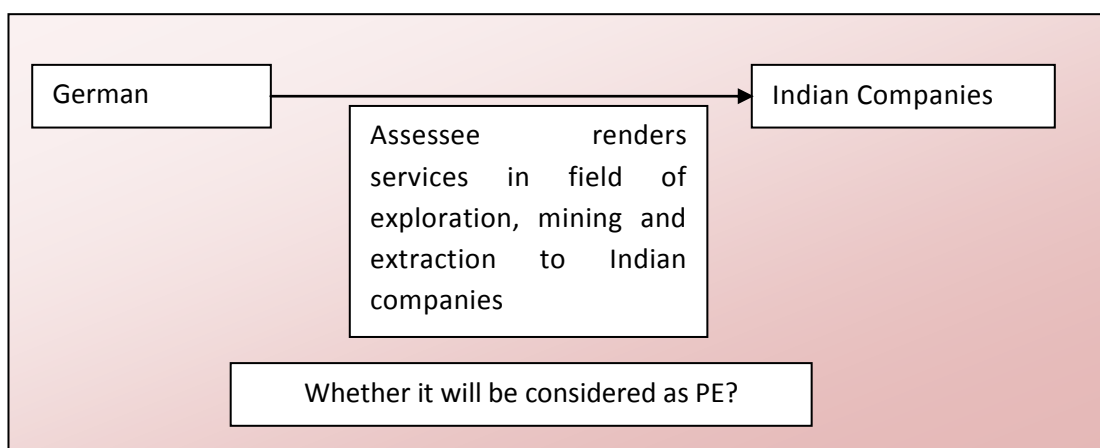 German
Indian Companies
Assessee renders
services in field of
exploration, mining and
extraction to Indian
companies
Whether it will be considered as PE?